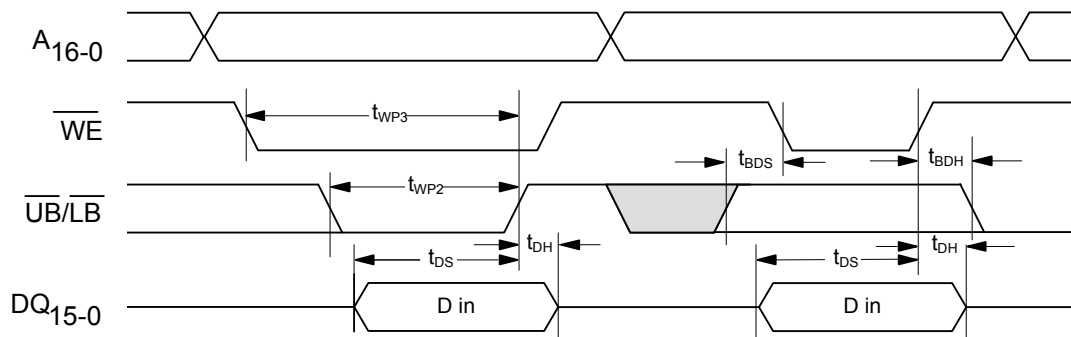 A16-0
WE
tWP3
tBDS
tBDH
UB/LB
tWP2
tDH
tDS
tDS
tDH
DQ15-0
D in
D in